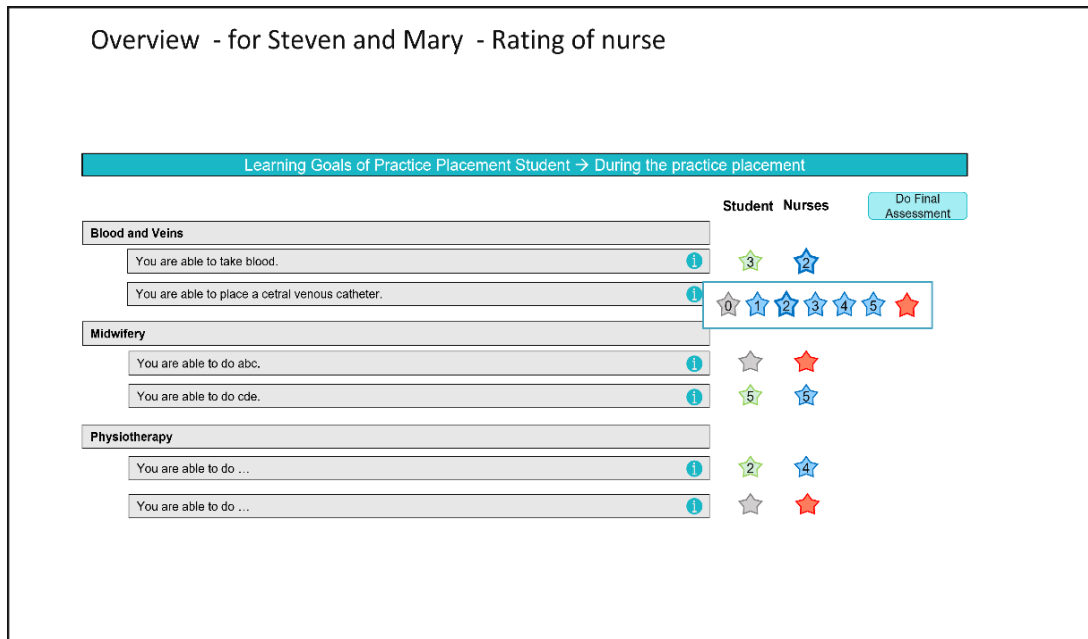 Overview - for Steven and Mary - Rating of nurse
Learning Goals of Practice Placement Student → During the practice placement
Student Nurses Do Final
Assessment
Blood and Veins
You are able to take blood. i 3 2
You are able to place a cetral venous catheter. i 0 1 2 3 4 5
Midwifery
You are able to do abc. i
You are able to do cde. i 5 5
Physiotherapy
You are able to do ... i 2 4
You are able to do ... i